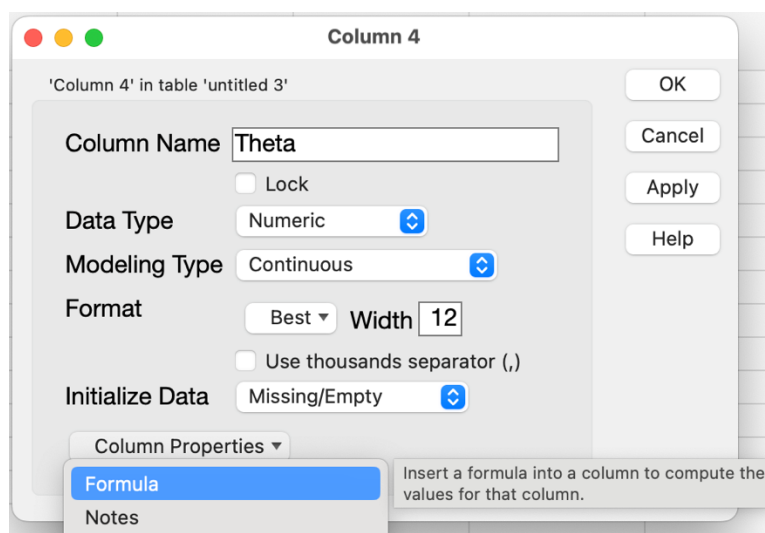 Column 4
'Column 4' in table 'untitled 3'
OK
Column Name Theta
Cancel
Lock
Apply
Data Type Numeric
Help
Modeling Type Continuous
Format Best Width 12
Use thousands separator (,)
Initialize Data Missing/Empty
Column Properties
Formula
Insert a formula into a column to compute the
values for that column.
Notes